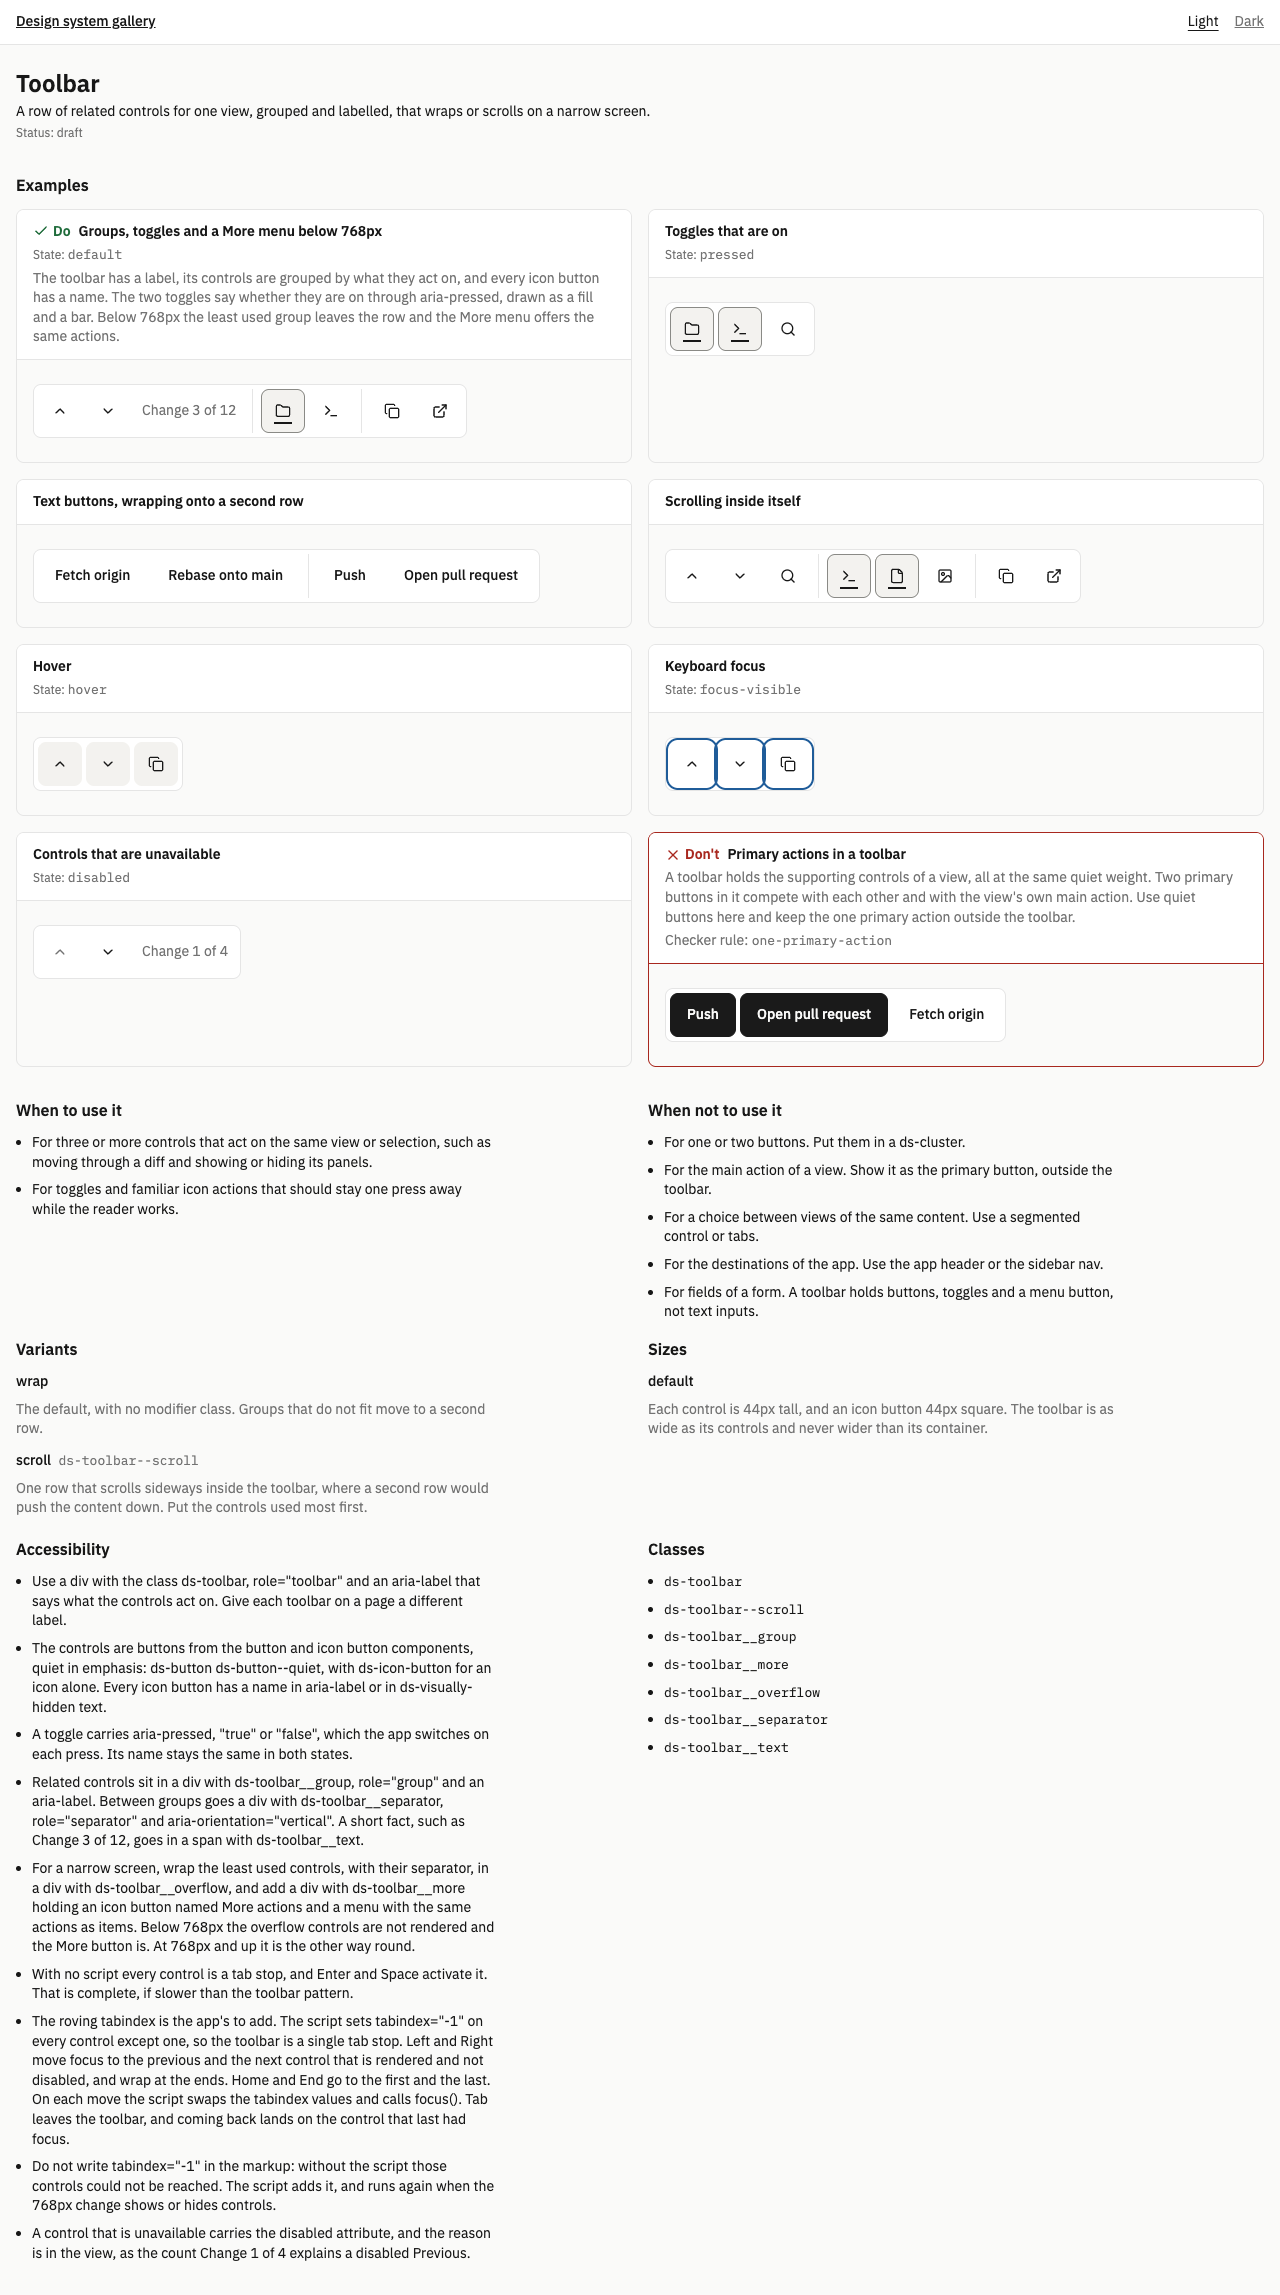 Design system gallery
Light
Dark
Toolbar
A row of related controls for one view, grouped and labelled, that wraps or scrolls on a narrow screen.
Status: draft
Examples
Do Groups, toggles and a More menu below 768px
State: default
The toolbar has a label, its controls are grouped by what they act on, and every icon button
has a name. The two toggles say whether they are on through aria-pressed, drawn as a fill
and a bar. Below 768px the least used group leaves the row and the More menu offers the
same actions.
Change 3 of 12
Toggles that are on
State: pressed
Text buttons, wrapping onto a second row
Fetch origin
Rebase onto main
Push
Open pull request
Scrolling inside itself
Hover
State: hover
Keyboard focus
State: focus-visible
Controls that are unavailable
State: disabled
Change 1 of 4
Don't Primary actions in a toolbar
A toolbar holds the supporting controls of a view, all at the same quiet weight. Two primary
buttons in it compete with each other and with the view's own main action. Use quiet
buttons here and keep the one primary action outside the toolbar.
Checker rule: one-primary-action
Push
Open pull request
Fetch origin
When to use it
• For three or more controls that act on the same view or selection, such as
moving through a diff and showing or hiding its panels.
• For toggles and familiar icon actions that should stay one press away
while the reader works.
When not to use it
• For one or two buttons. Put them in a ds-cluster.
• For the main action of a view. Show it as the primary button, outside the
toolbar.
• For a choice between views of the same content. Use a segmented
control or tabs.
• For the destinations of the app. Use the app header or the sidebar nav.
• For fields of a form. A toolbar holds buttons, toggles and a menu button,
not text inputs.
Variants
wrap
The default, with no modifier class. Groups that do not fit move to a second
row.
scroll ds-toolbar--scroll
One row that scrolls sideways inside the toolbar, where a second row would
push the content down. Put the controls used most first.
Sizes
default
Each control is 44px tall, and an icon button 44px square. The toolbar is as
wide as its controls and never wider than its container.
Accessibility
• Use a div with the class ds-toolbar, role="toolbar" and an aria-label that
says what the controls act on. Give each toolbar on a page a different
label.
• The controls are buttons from the button and icon button components,
quiet in emphasis: ds-button ds-button--quiet, with ds-icon-button for an
icon alone. Every icon button has a name in aria-label or in ds-visually-
hidden text.
• A toggle carries aria-pressed, "true" or "false", which the app switches on
each press. Its name stays the same in both states.
• Related controls sit in a div with ds-toolbar__group, role="group" and an
aria-label. Between groups goes a div with ds-toolbar__separator,
role="separator" and aria-orientation="vertical". A short fact, such as
Change 3 of 12, goes in a span with ds-toolbar__text.
• For a narrow screen, wrap the least used controls, with their separator, in
a div with ds-toolbar__overflow, and add a div with ds-toolbar__more
holding an icon button named More actions and a menu with the same
actions as items. Below 768px the overflow controls are not rendered and
the More button is. At 768px and up it is the other way round.
• With no script every control is a tab stop, and Enter and Space activate it.
That is complete, if slower than the toolbar pattern.
• The roving tabindex is the app's to add. The script sets tabindex="-1" on
every control except one, so the toolbar is a single tab stop. Left and Right
move focus to the previous and the next control that is rendered and not
disabled, and wrap at the ends. Home and End go to the first and the last.
On each move the script swaps the tabindex values and calls focus(). Tab
leaves the toolbar, and coming back lands on the control that last had
focus.
• Do not write tabindex="-1" in the markup: without the script those
controls could not be reached. The script adds it, and runs again when the
768px change shows or hides controls.
• A control that is unavailable carries the disabled attribute, and the reason
is in the view, as the count Change 1 of 4 explains a disabled Previous.
Classes
• ds-toolbar
• ds-toolbar--scroll
• ds-toolbar__group
• ds-toolbar__more
• ds-toolbar__overflow
• ds-toolbar__separator
• ds-toolbar__text